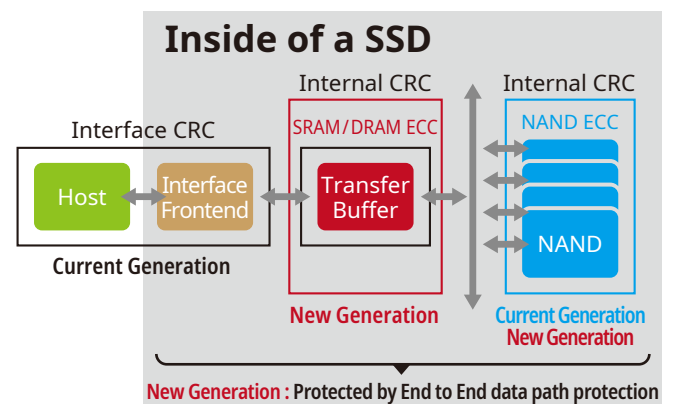 Inside of a SSD
Internal CRC
Internal CRC
Interface CRC
SRAM/DRAM ECC
NAND ECC
Host
Interface
Frontend
Transfer
Buffer
NAND
Current Generation
New Generation
Current Generation
New Generation
New Generation : Protected by End to End data path protection